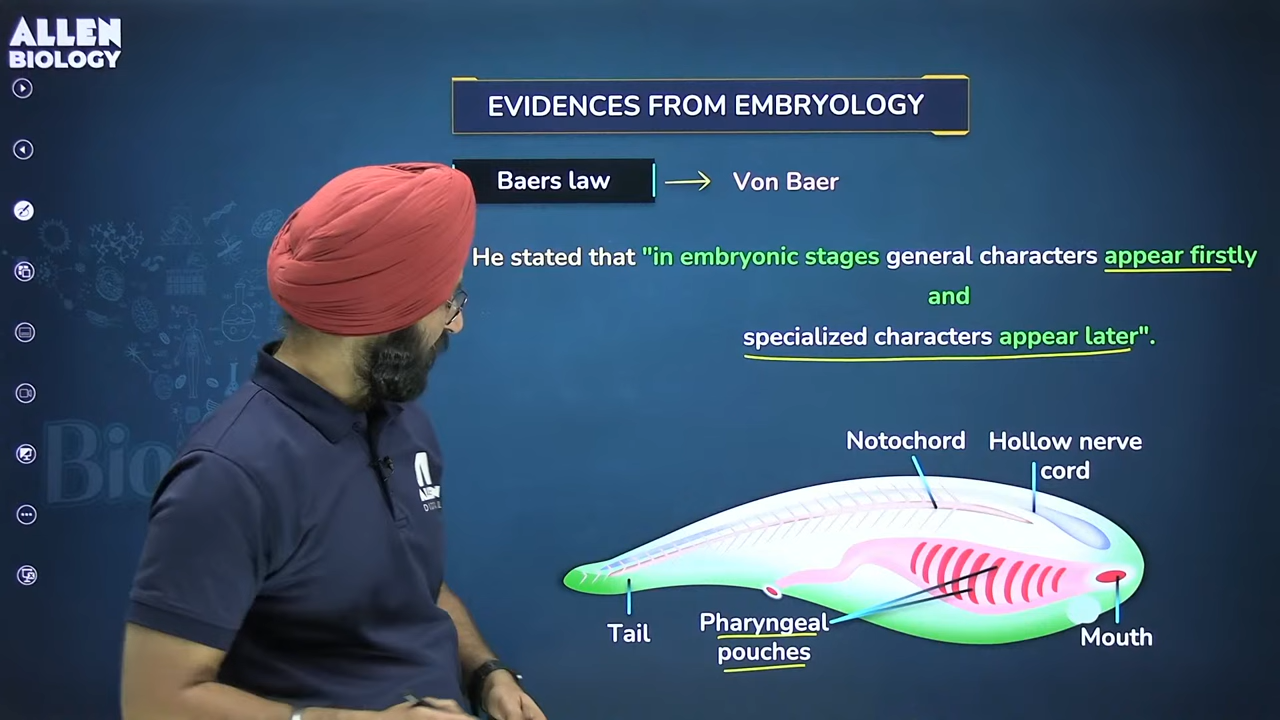 ALLEN
BIOLOGY
EVIDENCES FROM EMBRYOLOGY
Baers law
Von Baer
He stated that "in embryonic stages general characters appear firstly
and
specialized characters appear later".
Bio
Notochord
Hollow nerve
cord
Tail
Pharyngeal
pouches
Mouth